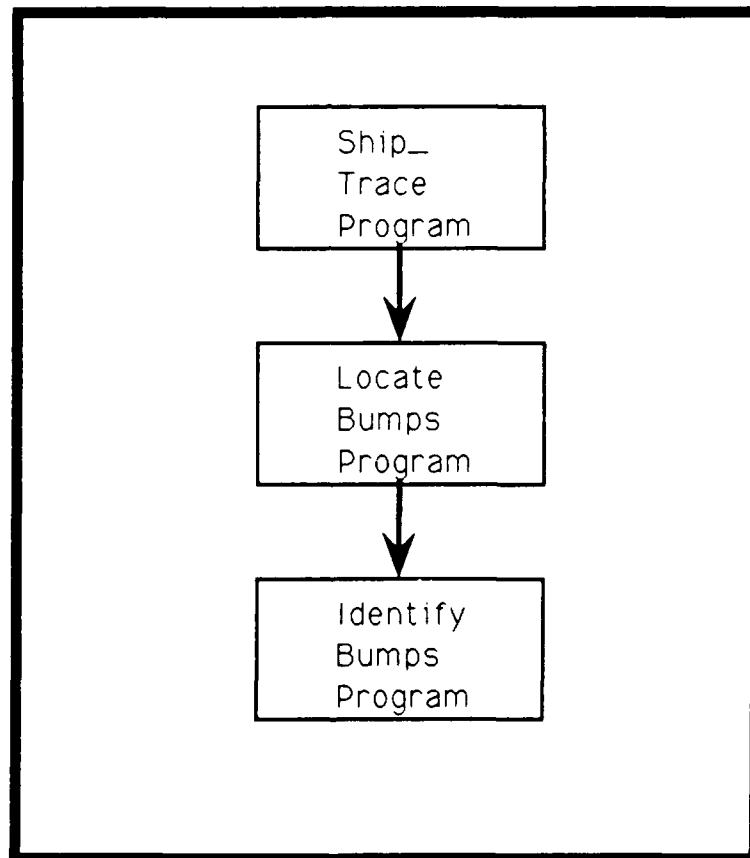 Ship_
Trace
Program
Locate
Bumps
Program
Identify
Bumps
Program